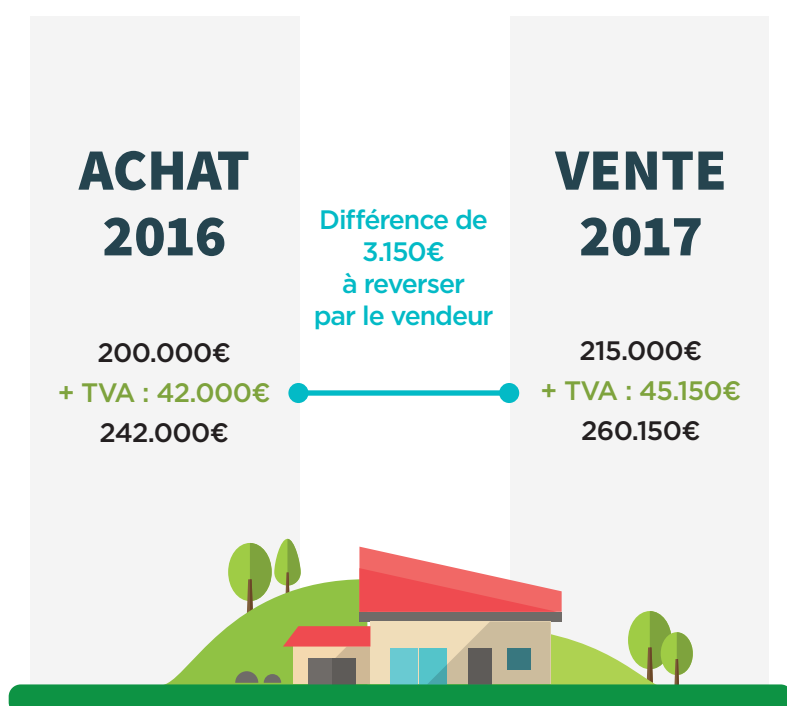 ACHAT
2016
200.000€
+ TVA : 42.000€
242.000€
Différence de
3.150€
à reverser
par le vendeur
VENTE
2017
215.000€
+ TVA : 45.150€
260.150€